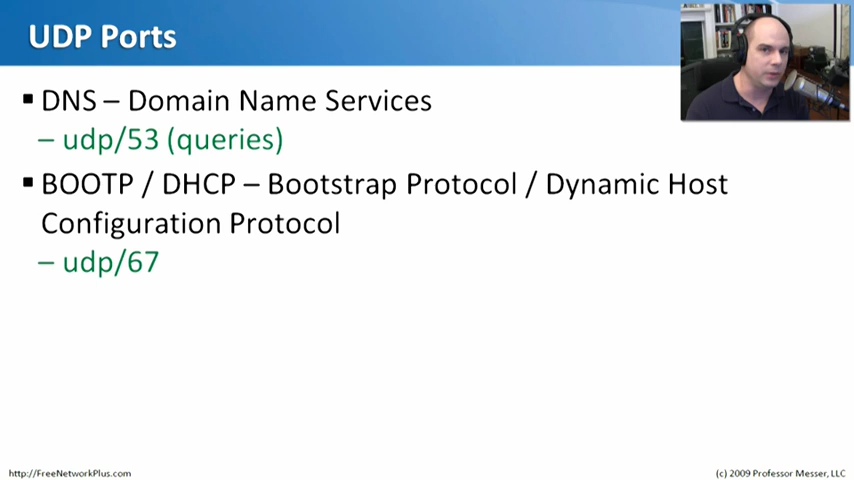 UDP Ports
▪ DNS – Domain Name Services
– udp/53 (queries)
▪ BOOTP / DHCP – Bootstrap Protocol / Dynamic Host
Configuration Protocol
– udp/67
http://FreeNetworkPlus.com
(c) 2009 Professor Messer, LLC